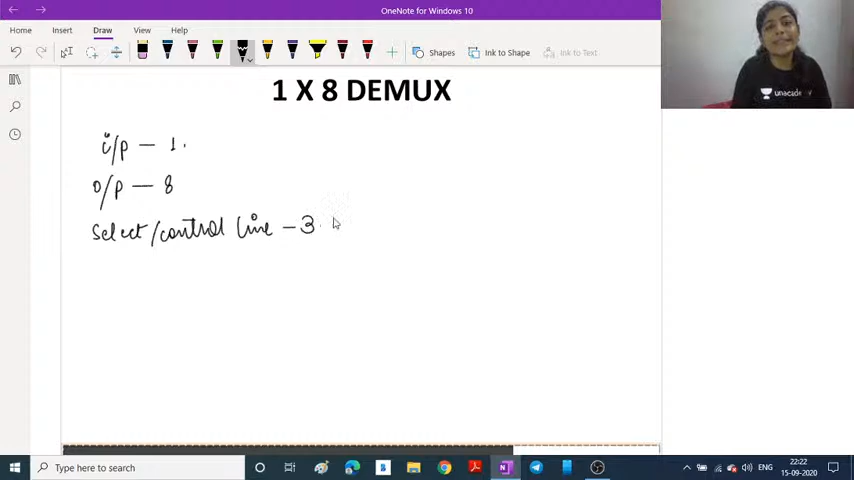 OneNote for Windows 10
Home Insert Draw View Help
Shapes Ink to Shape Ink to Text
unacademy
1 X 8 DEMUX
i/p - 1.
o/p - 8
Select/control line - 3.
Type here to search
ENG
22:22
15-09-2020